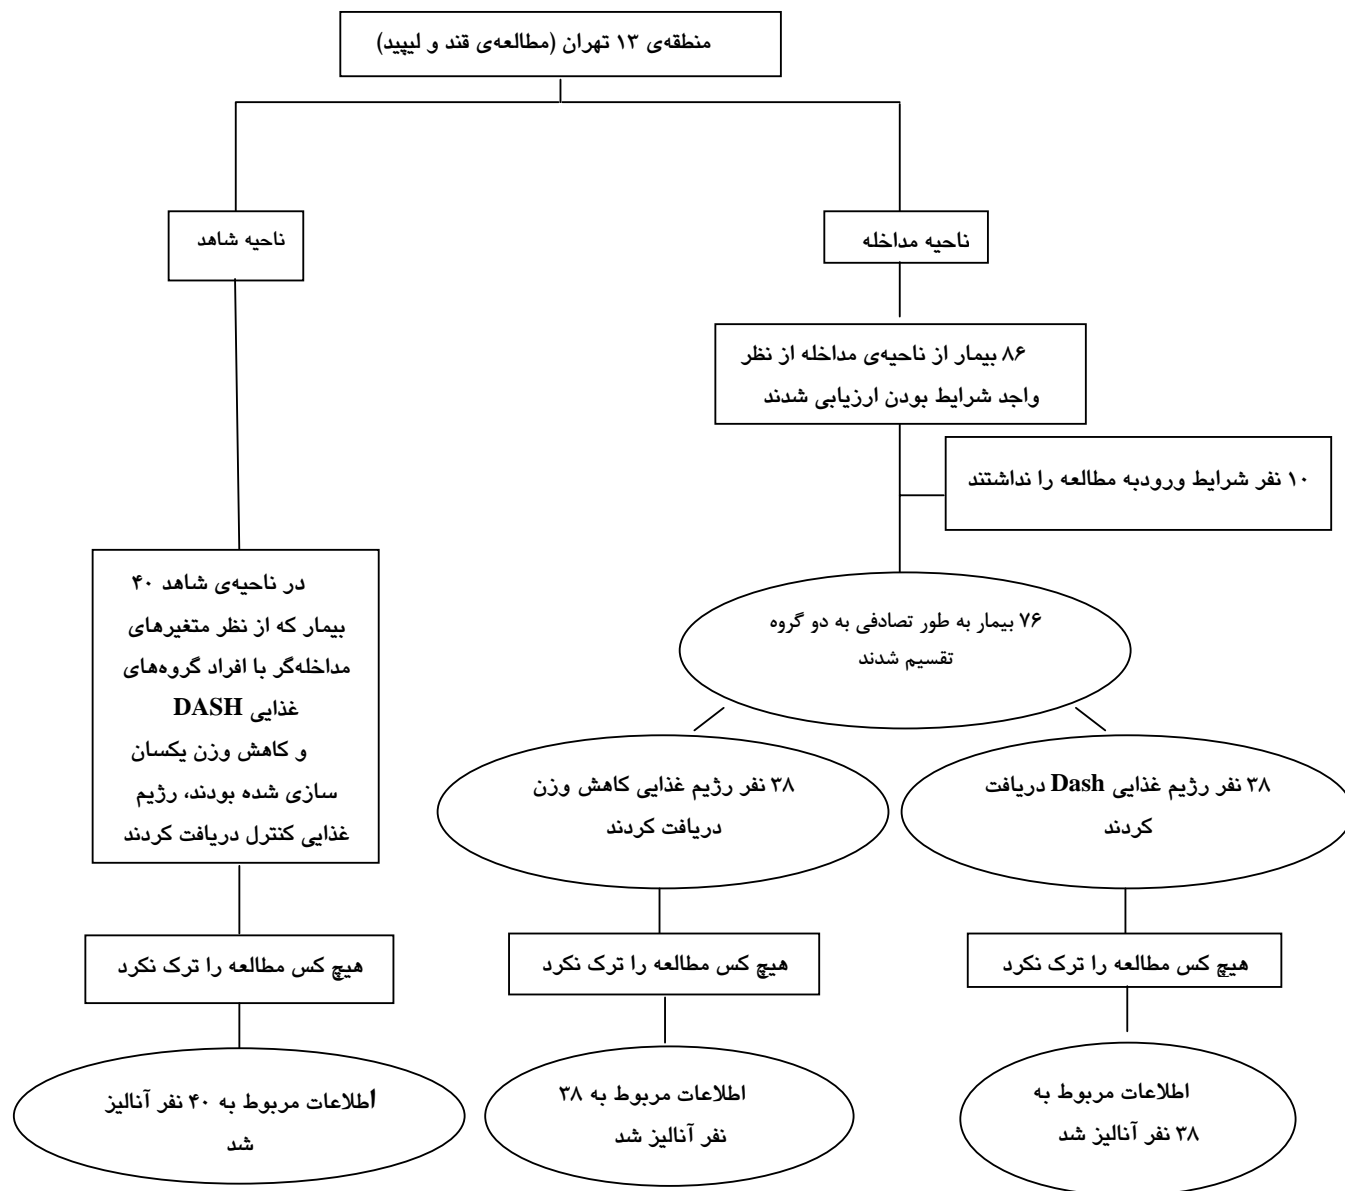 منطقه‌ی ۱۳ تهران (مطالعه‌ی قند و لیپید)
ناحیه مداخله
ناحیه شاهد
۸۶ بیمار از ناحیه‌ی مداخله از نظر
واجد شرایط بودن ارزیابی شدند
۱۰ نفر شرایط ورودبه مطالعه را نداشتند
۷۶ بیمار به طور تصادفی به دو گروه
تقسیم شدند
در ناحیه‌ی شاهد ۴۰
بیمار که از نظر متغیرهای
مداخله‌گر با افراد گروه‌های
غذایی DASH
و کاهش وزن یکسان
سازی شده بودند، رژیم
غذایی کنترل دریافت کردند
۳۸ نفر رژیم غذایی Dash دریافت
کردند
۳۸ نفر رژیم غذایی کاهش وزن
دریافت کردند
هیچ کس مطالعه را ترک نکرد
هیچ کس مطالعه را ترک نکرد
هیچ کس مطالعه را ترک نکرد
اطلاعات مربوط به
۳۸ نفر آنالیز شد
اطلاعات مربوط به ۳۸
نفر آنالیز شد
أطلاعات مربوط به ۴۰ نفر آنالیز
شد